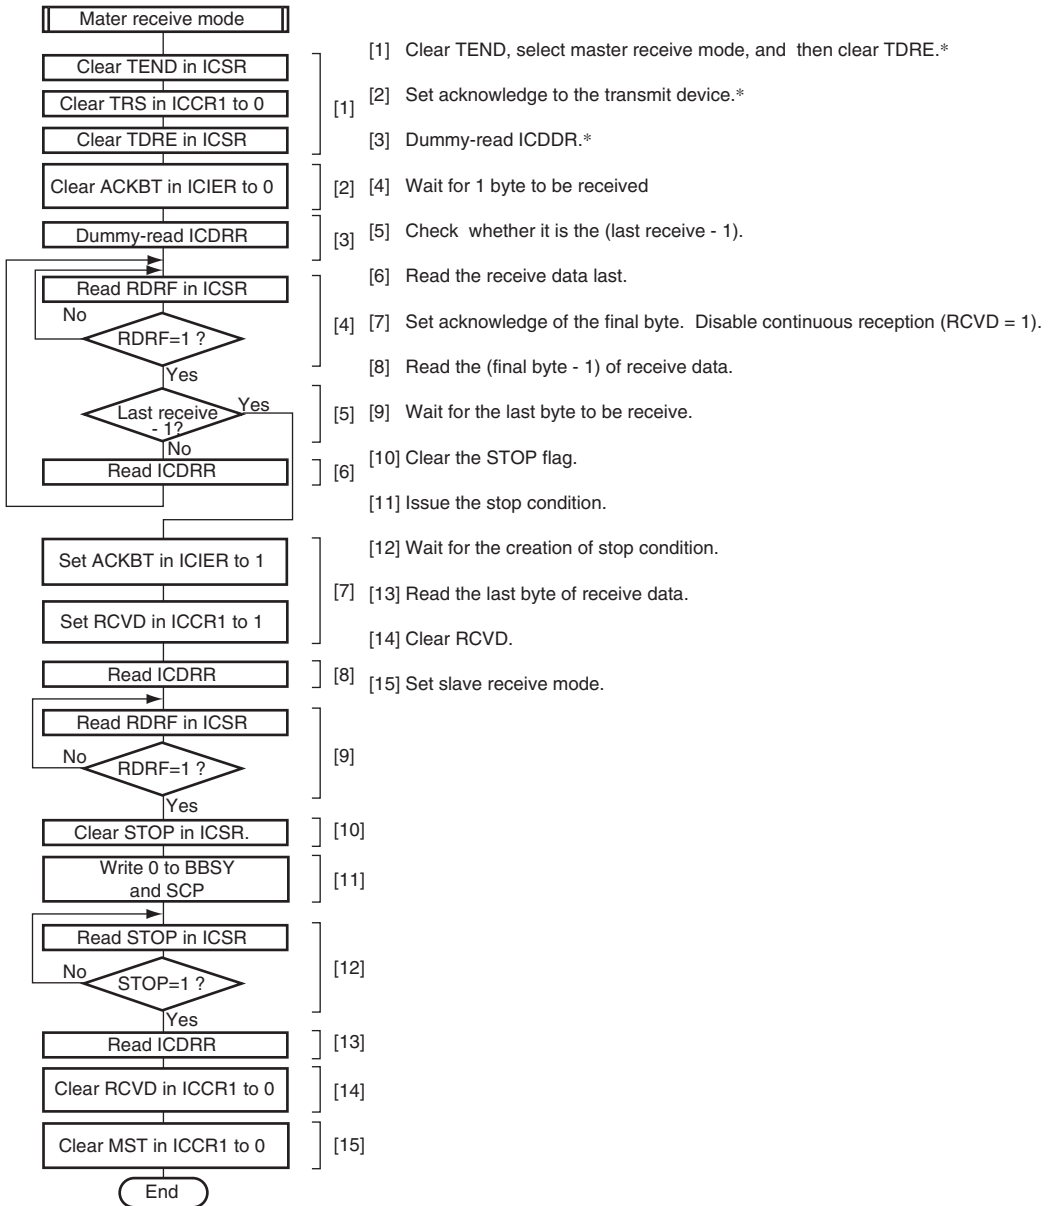 Mater receive mode
Clear TEND in ICSR
Clear TRS in ICCR1 to 0
Clear TDRE in ICSR
[1]
Clear ACKBT in ICIER to 0
[2]
Dummy-read ICDRR
[3]
Read RDRF in ICSR
No
RDRF=1 ?
[4]
Yes
Last receive
- 1?
Yes
[5]
No
Read ICDRR
[6]
Set ACKBT in ICIER to 1
Set RCVD in ICCR1 to 1
[7]
Read ICDRR
[8]
Read RDRF in ICSR
No
RDRF=1 ?
[9]
Yes
Clear STOP in ICSR.
[10]
Write 0 to BBSY
and SCP
[11]
Read STOP in ICSR
No
STOP=1 ?
[12]
Yes
Read ICDRR
[13]
Clear RCVD in ICCR1 to 0
[14]
Clear MST in ICCR1 to 0
[15]
End
[1] Clear TEND, select master receive mode, and then clear TDRE.*
[2] Set acknowledge to the transmit device.*
[3] Dummy-read ICDDR.*
[4] Wait for 1 byte to be received
[5] Check whether it is the (last receive - 1).
[6] Read the receive data last.
[7] Set acknowledge of the final byte. Disable continuous reception (RCVD = 1).
[8] Read the (final byte - 1) of receive data.
[9] Wait for the last byte to be receive.
[10] Clear the STOP flag.
[11] Issue the stop condition.
[12] Wait for the creation of stop condition.
[13] Read the last byte of receive data.
[14] Clear RCVD.
[15] Set slave receive mode.